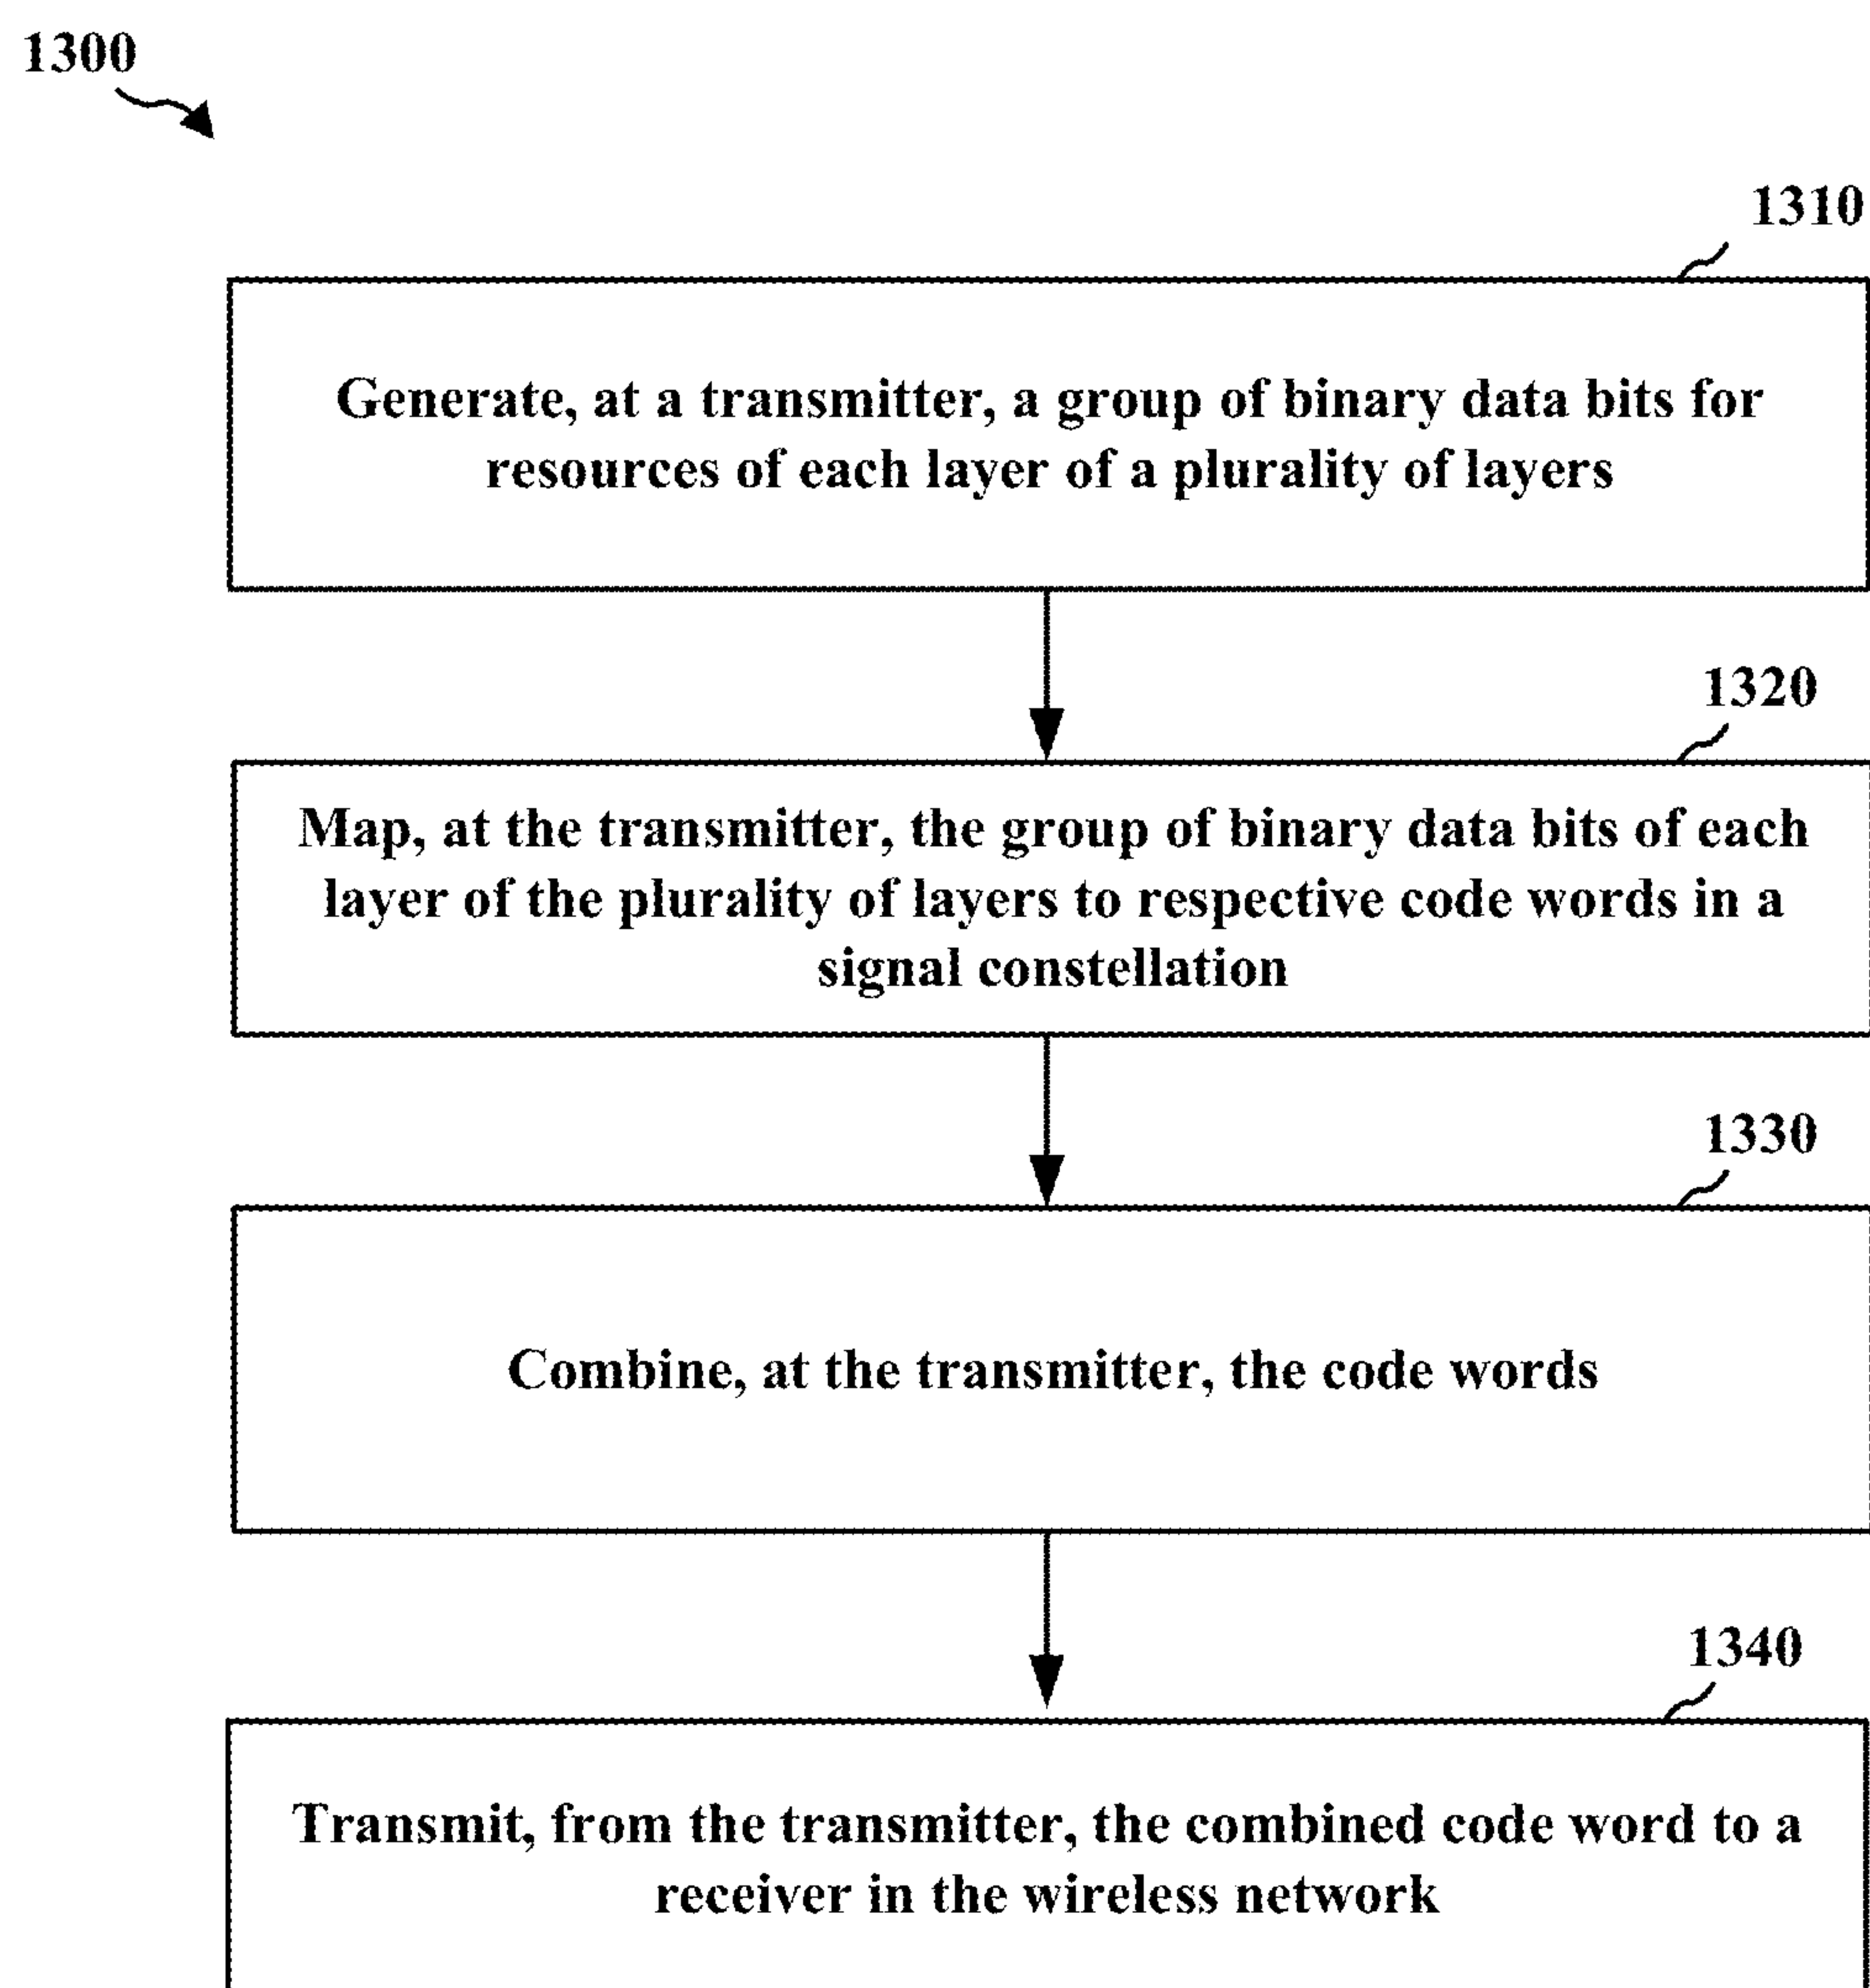 1300
1310
Generate, at a transmitter, a group of binary data bits for
resources of each layer of a plurality of layers
1320
Map, at the transmitter, the group of binary data bits of each
layer of the plurality of layers to respective code words in a
signal constellation
1330
Combine, at the transmitter, the code words
1340
Transmit, from the transmitter, the combined code word to a
receiver in the wireless network